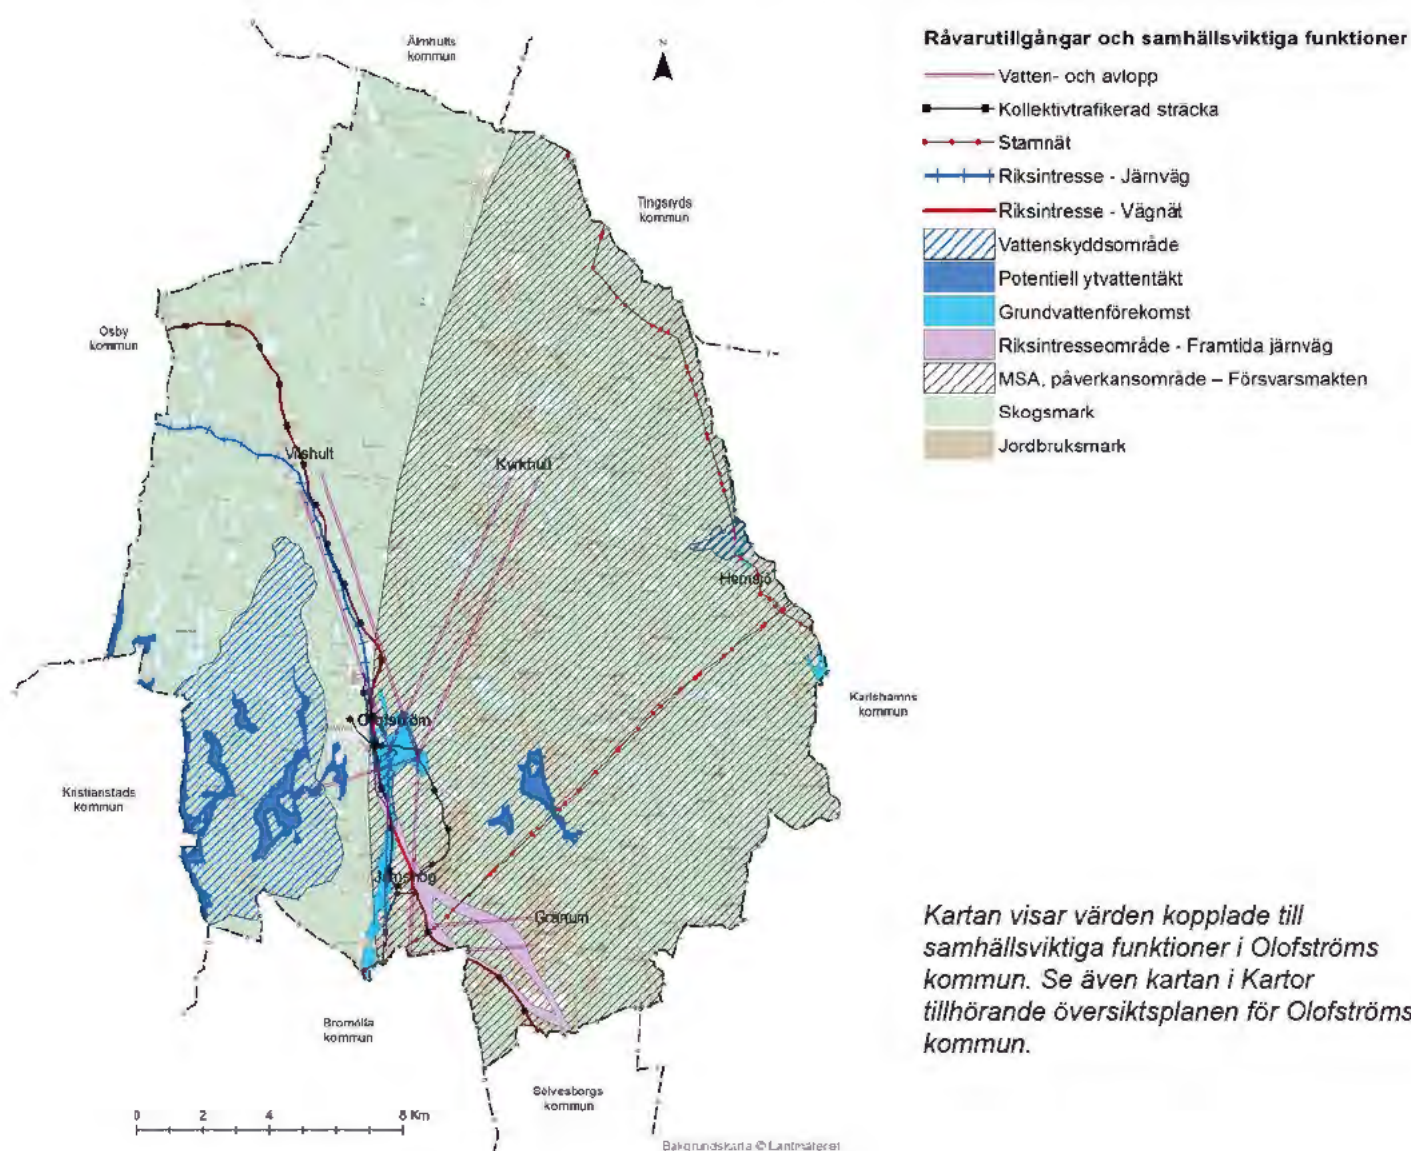 Älmhults
kommun
N
Tingsryds
kommun
Osby
kommun
Vilshult
Kyrkhult
Hemsjö
Karlshamns
kommun
Olofström
Kristianstads
kommun
Jämshög
Gränum
Bromölla
kommun
Sölvesborgs
kommun
0 2 4 8 Km
Bakgrundskarta © Lantmäteriet
Råvarutillgångar och samhällsviktiga funktioner
Vatten- och avlopp
Kollektivtrafikerad sträcka
Stamnät
Riksintresse - Järnväg
Riksintresse - Vägnät
Vattenskyddsområde
Potentiell ytvattentäkt
Grundvattenförekomst
Riksintresseområde - Framtida järnväg
MSA, påverkansområde – Försvarsmakten
Skogsmark
Jordbruksmark
Kartan visar värden kopplade till
samhällsviktiga funktioner i Olofströms
kommun. Se även kartan i Kartor
tillhörande översiktsplanen för Olofströms
kommun.